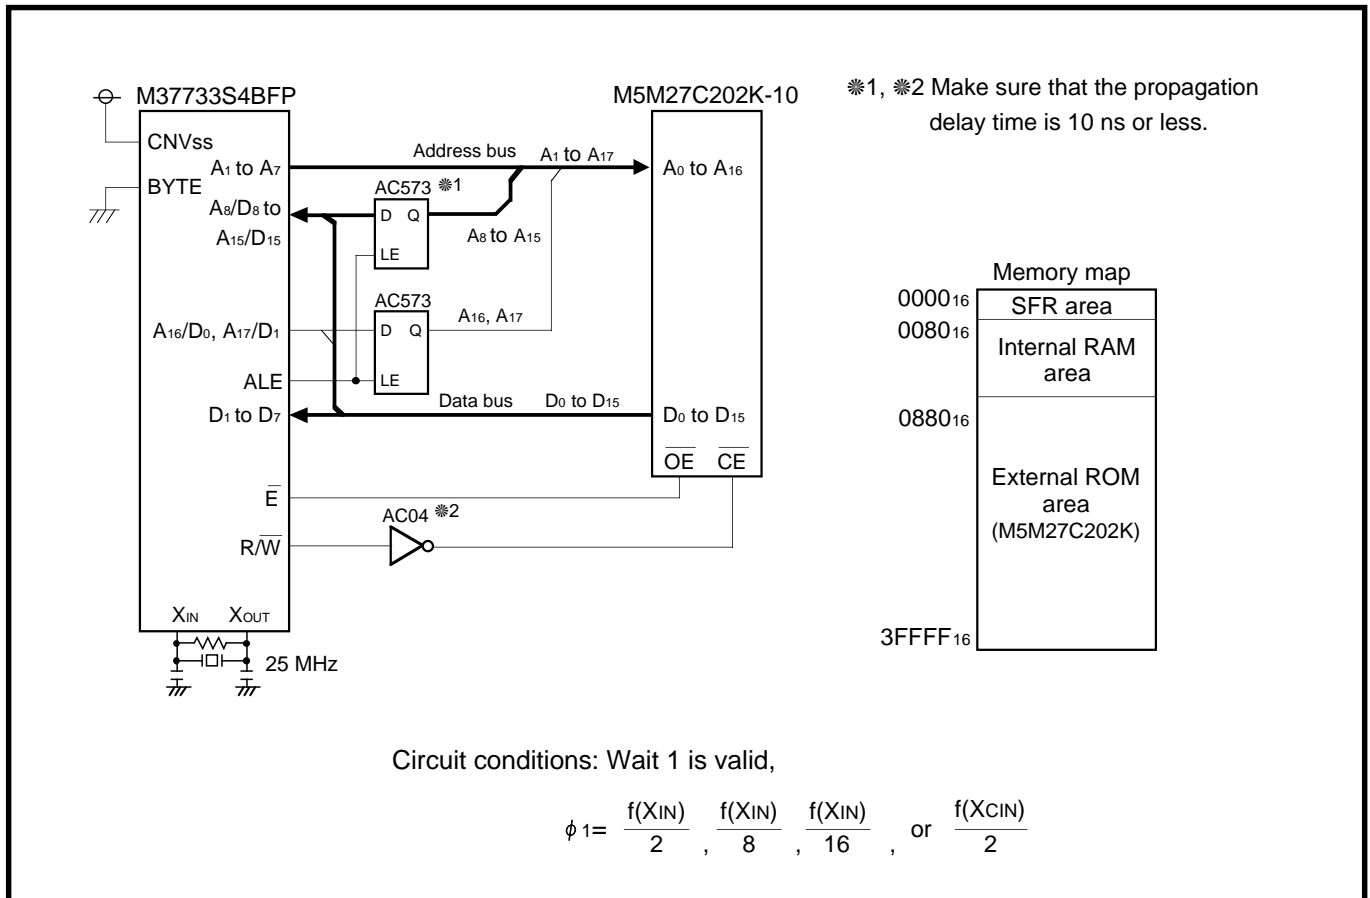 M37733S4BFP
M5M27C202K-10
❋1, ❋2 Make sure that the propagation
delay time is 10 ns or less.
CNVss
BYTE
A1 to A7
Address bus
A1 to A17
A0 to A16
AC573 ❋1
D Q
LE
A8/D8 to
A15/D15
A8 to A15
AC573
D Q
LE
A16/D0, A17/D1
A16, A17
ALE
D1 to D7
Data bus
D0 to D15
D0 to D15
OE CE
E
AC04 ❋2
R/W
XIN XOUT
25 MHz
Memory map
000016
SFR area
008016
Internal RAM
area
088016
External ROM
area
(M5M27C202K)
3FFFF16
Circuit conditions: Wait 1 is valid,
ϕ1= f(XIN)/2 , f(XIN)/8 , f(XIN)/16 , or f(XCIN)/2